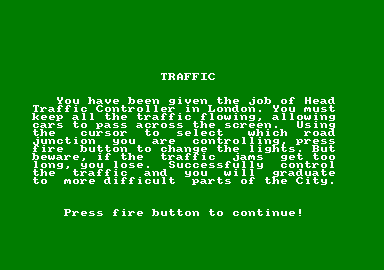 TRAFFIC
You have been given the job of Head
Traffic Controller in London. You must
keep all the traffic flowing, allowing
cars to pass across the screen. Using
the cursor to select which road
junction you are controlling, press
fire button to change the lights. But
beware, if the traffic jams get too
long, you lose. Successfully control
the traffic and you will graduate
to more difficult parts of the City.
Press fire button to continue!